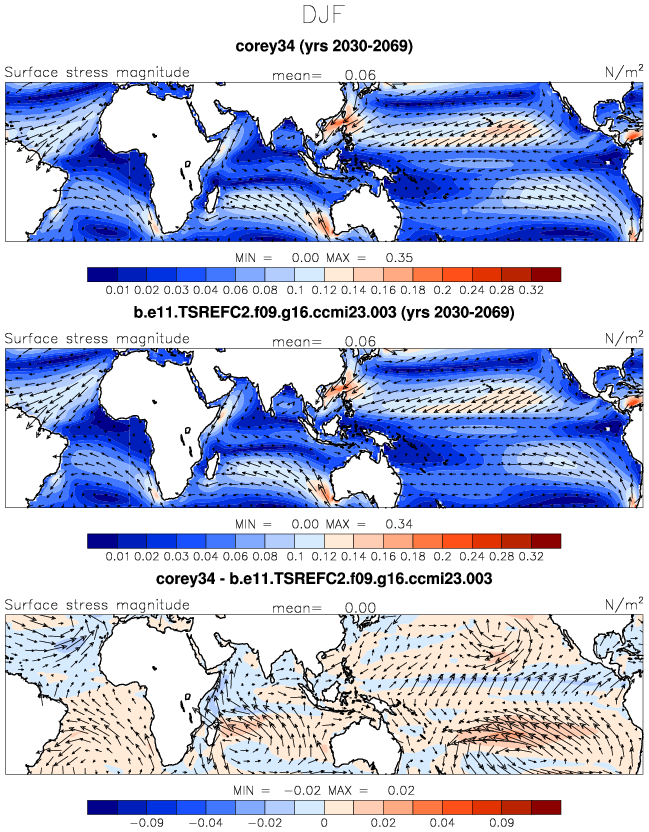 DJF
corey34 (yrs 2030-2069)
Surface stress magnitude mean= 0.06 N/m²
MIN = 0.00 MAX = 0.35
0.01 0.02 0.03 0.04 0.06 0.08 0.1 0.12 0.14 0.16 0.18 0.2 0.24 0.28 0.32
b.e11.TSREFC2.f09.g16.ccmi23.003 (yrs 2030-2069)
Surface stress magnitude mean= 0.06 N/m²
MIN = 0.00 MAX = 0.34
0.01 0.02 0.03 0.04 0.06 0.08 0.1 0.12 0.14 0.16 0.18 0.2 0.24 0.28 0.32
corey34 - b.e11.TSREFC2.f09.g16.ccmi23.003
Surface stress magnitude mean= 0.00 N/m²
MIN = −0.02 MAX = 0.02
−0.09 −0.04 −0.02 0 0.02 0.04 0.09